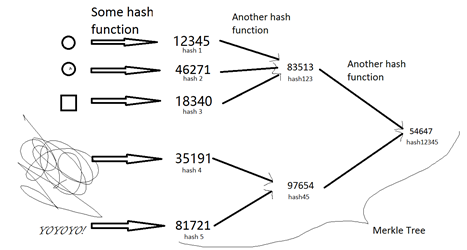 Some hash
function
Another hash
function
12345
hash 1
46271
hash 2
83513
hash123
Another hash
function
18340
hash 3
54647
hash12345
35191
hash 4
97654
hash45
YOYOYO!
81721
hash 5
Merkle Tree